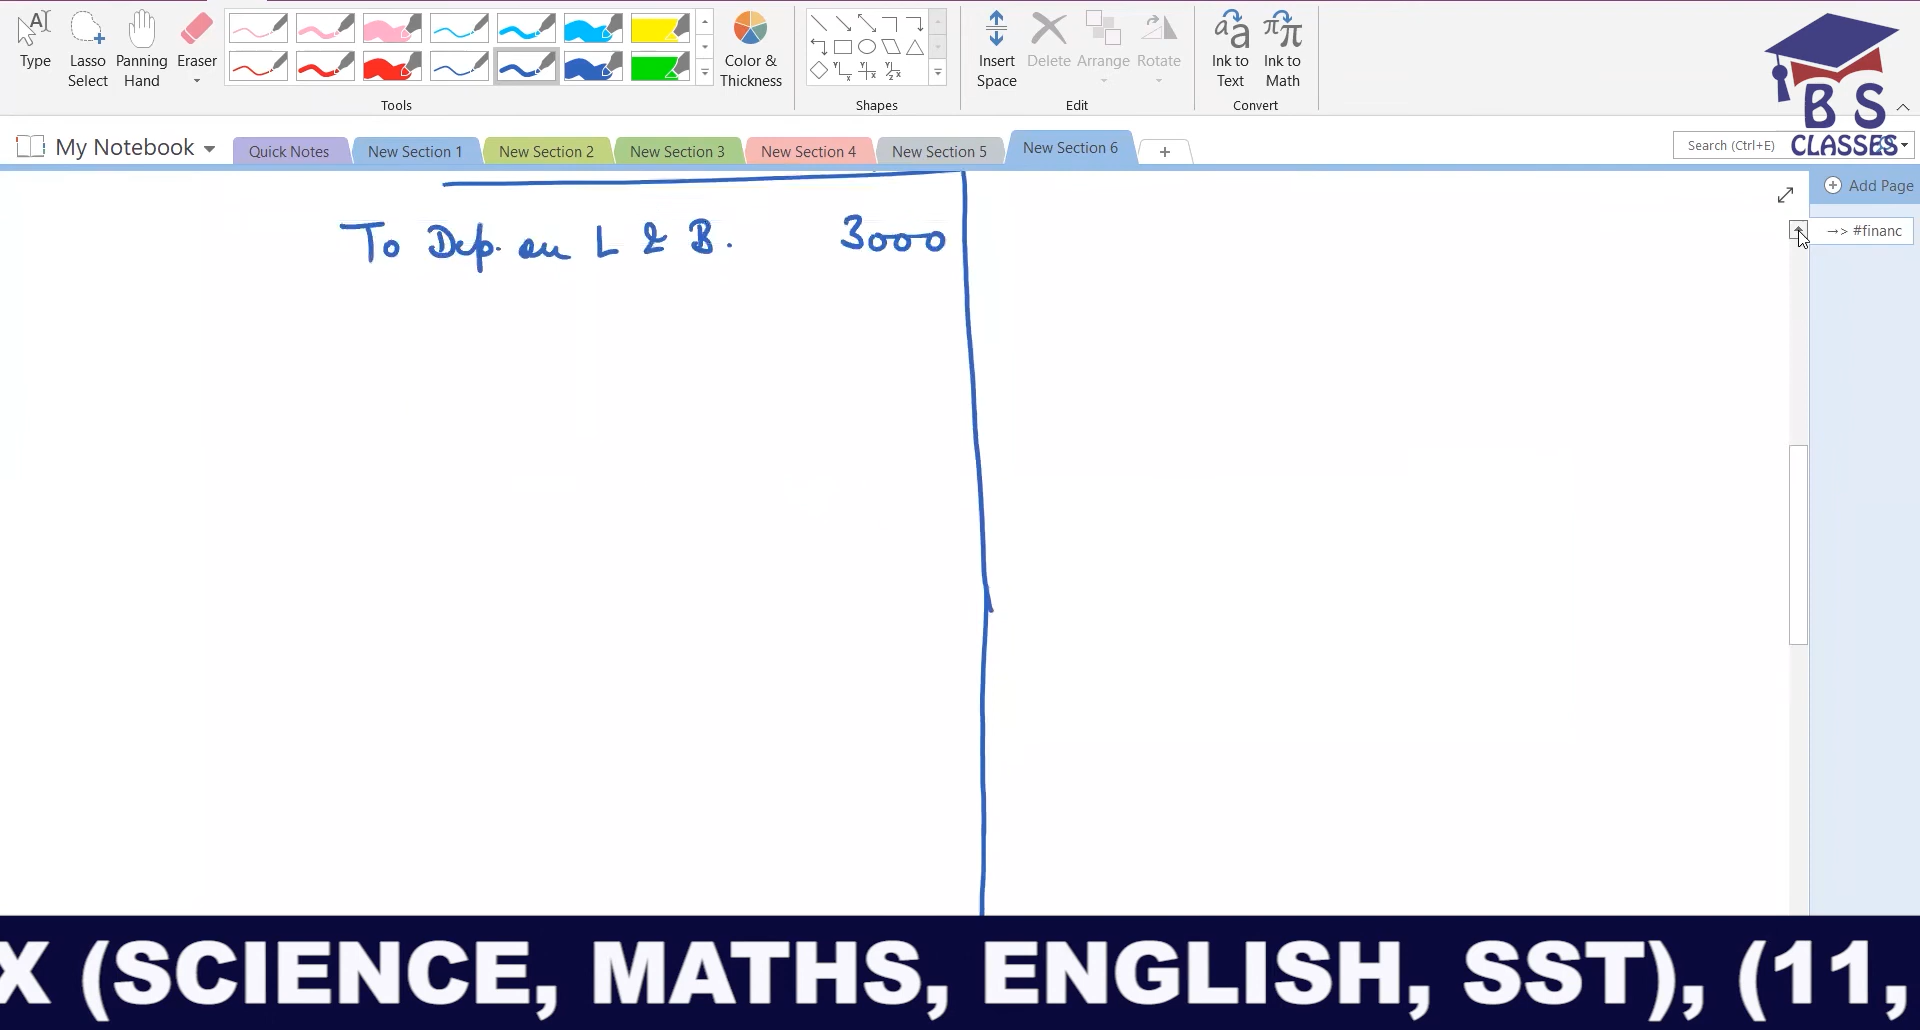 Type
Lasso Select
Panning Hand
Eraser
Color & Thickness
Insert Space
Delete
Arrange
Rotate
Ink to Text
Ink to Math
Tools
Shapes
Edit
Convert
B S
CLASSES
My Notebook
Quick Notes
New Section 1
New Section 2
New Section 3
New Section 4
New Section 5
New Section 6
Search (Ctrl+E)
Add Page
--> #financ
To Dep. on L & B. 3000
X (SCIENCE, MATHS, ENGLISH, SST), (11,